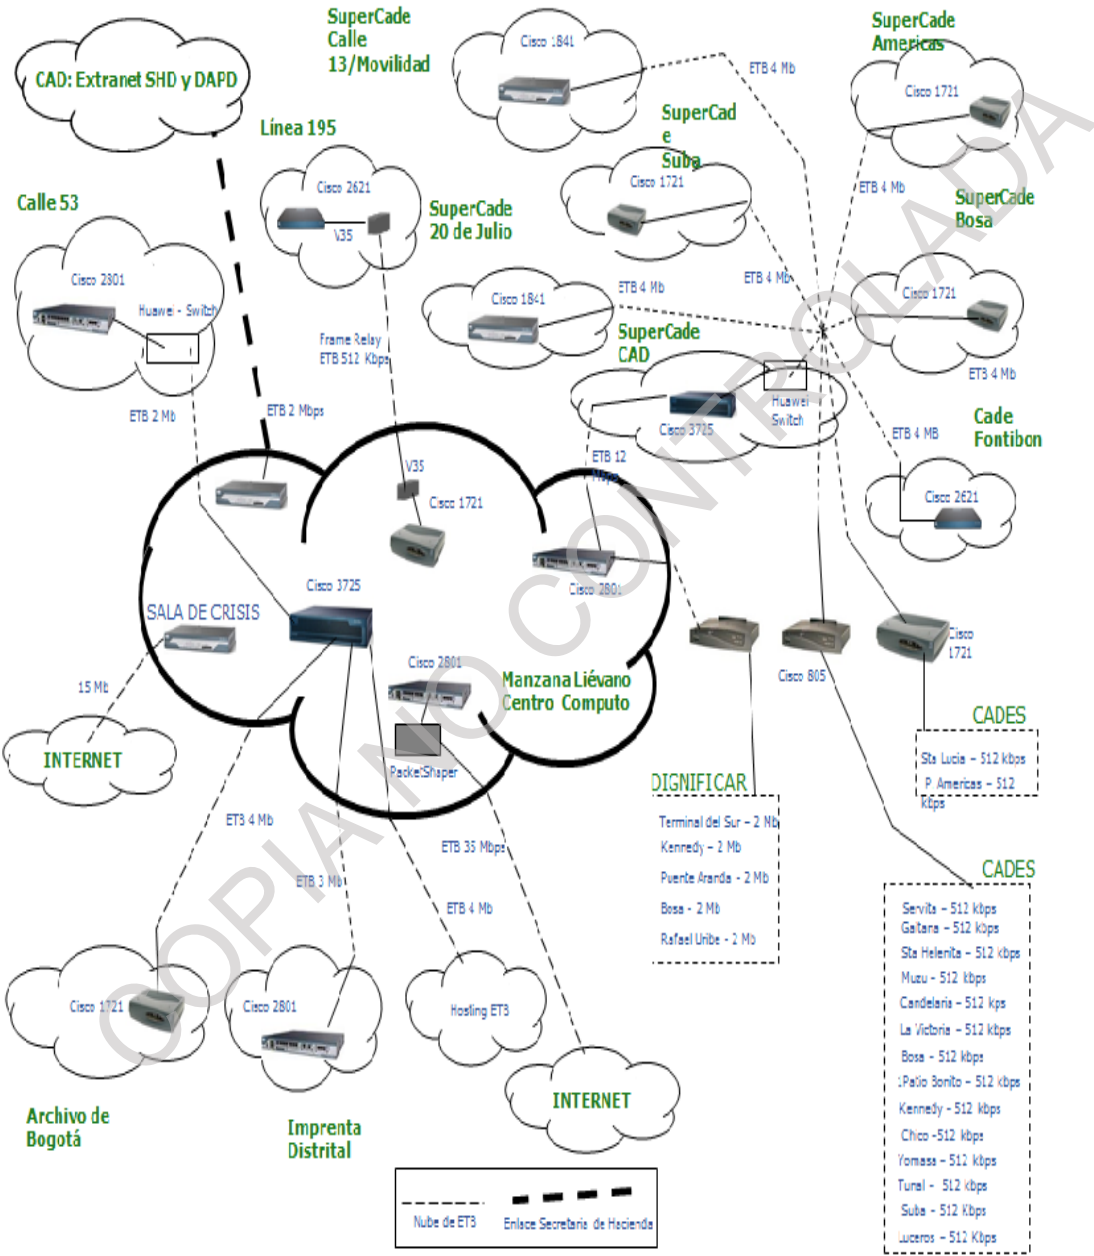 SuperCade
Calle
13/Movilidad
Cisco 1841
ETB 4 Mb
SuperCade
Americas
Cisco 1721
CAD: Extranet SHD y DAPD
Línea 195
Cisco 2621
V35
SuperCad
e
Suba
Cisco 1721
ETB 4 Mb
SuperCade
Bosa
Calle 53
Cisco 2801
Huawei - Switch
SuperCade
20 de Julio
ETB 4 Mb
Cisco 1841
ETB 4 Mb
Cisco 1721
ETB 4 Mb
Frame Relay
ETB 512 Kbps
SuperCade
CAD
Huawei
Switch
Cisco 3725
ETB 2 Mb
ETB 2 Mbps
ETB 12
Mbps
ETB 4 MB
Cade
Fontibon
Cisco 2621
V35
Cisco 1721
Cisco 3725
Cisco 2801
SALA DE CRISIS
Cisco 2801
Manzana Liévano
Centro Computo
PacketShaper
15 Mb
INTERNET
Cisco 805
Cisco
1721
CADES
Sta Lucia – 512 kbps
P. Americas – 512
kbps
DIGNIFICAR
Terminal del Sur – 2 Mb
Kennedy – 2 Mb
Puente Aranda - 2 Mb
Bosa - 2 Mb
Rafael Uribe - 2 Mb
ETB 4 Mb
ETB 3 Mb
ETB 35 Mbps
ETB 4 Mb
CADES
Servita – 512 kbps
Gaitana – 512 kbps
Sta Helenita – 512 kbps
Muzu – 512 kbps
Candelaria – 512 kps
La Victoria – 512 kbps
Bosa - 512 kbps
Patio Bonito – 512 kbps
Kennedy - 512 kbps
Chico -512 kbps
Yomasa – 512 kbps
Tunal - 512 kbps
Suba – 512 Kbps
Luceros – 512 Kbps
Cisco 1721
Cisco 2801
Hosting ETB
INTERNET
Archivo de
Bogotá
Imprenta
Distrital
Nube de ETB
Enlace Secretaria de Hacienda
COPIA NO CONTROLADA